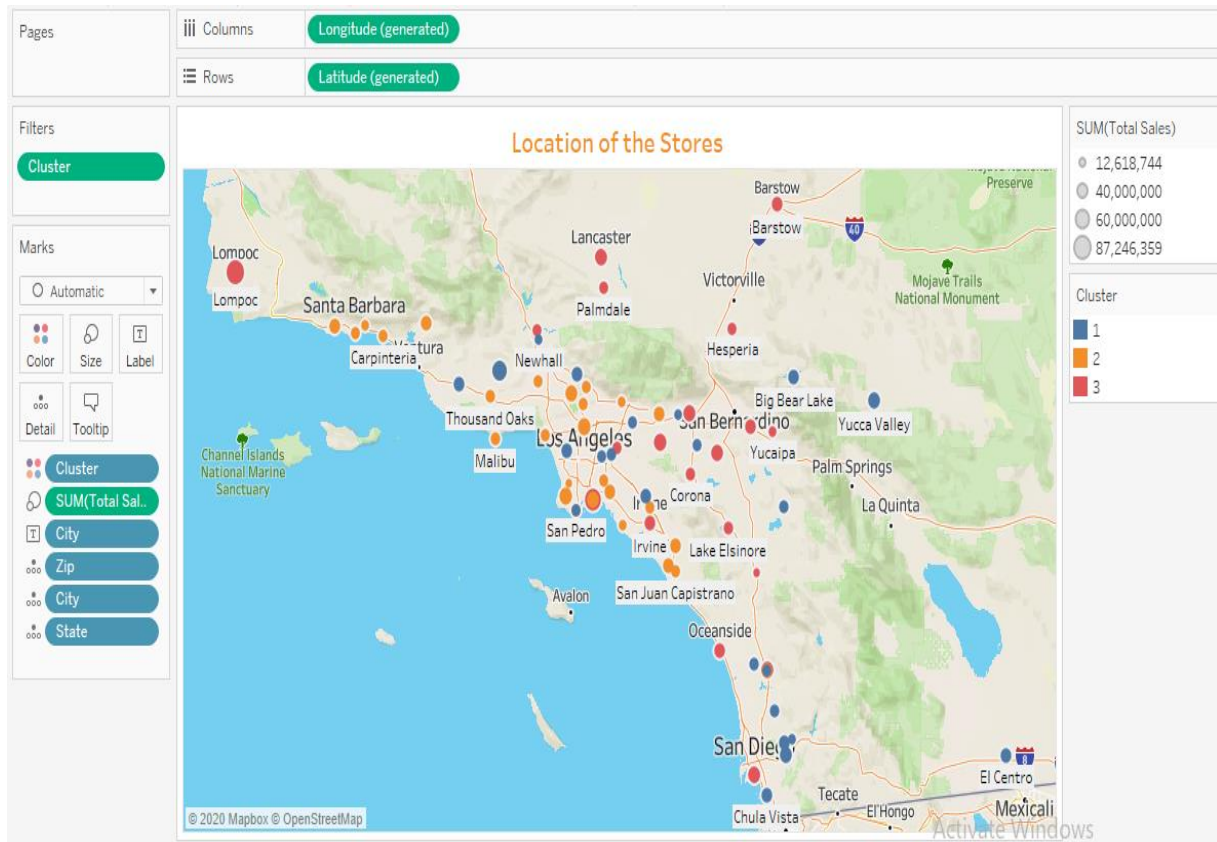 Pages
Columns
Longitude (generated)
Rows
Latitude (generated)
Filters
Cluster
Marks
Automatic
Color
Size
Label
Detail
Tooltip
Cluster
SUM(Total Sal..
City
Zip
City
State
Location of the Stores
Preserve
Barstow
Barstow
40
Lancaster
Lompoc
Lompoc
Victorville
Mojave Trails
National Monument
Palmdale
Santa Barbara
Hesperia
Carpinteria
Newhall
Big Bear Lake
Thousand Oaks
Yucca Valley
Los Angeles
Yucaipa
Malibu
Channel Islands
National Marine
Sanctuary
Palm Springs
Corona
La Quinta
San Pedro
Irvine
Lake Elsinore
Avalon
San Juan Capistrano
Oceanside
8
El Centro
Tecate
El Hongo
Mexicali
Chula Vista
© 2020 Mapbox © OpenStreetMap
Activate Windows
SUM(Total Sales)
12,618,744
40,000,000
60,000,000
87,246,359
Cluster
1
2
3